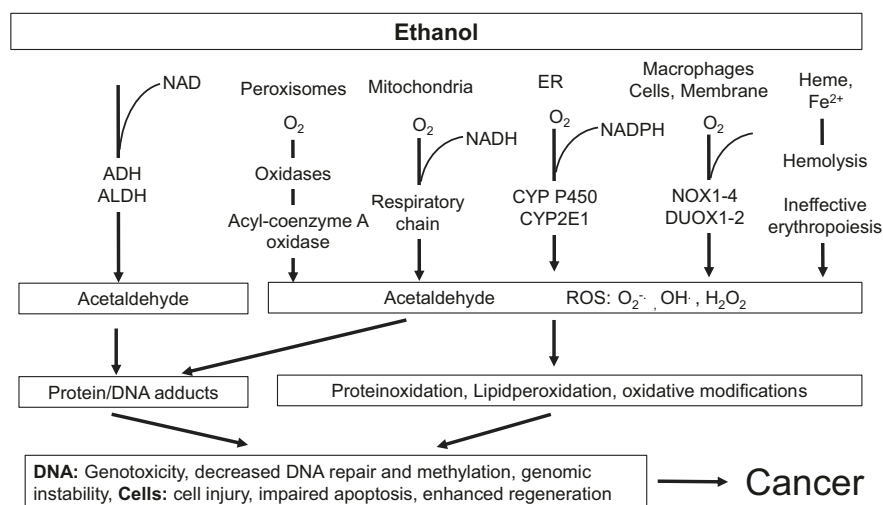 Ethanol
NAD
ADH
ALDH
Peroxisomes
O₂
Oxidases
Acyl-coenzyme A
oxidase
Mitochondria
O₂
NADH
Respiratory
chain
ER
O₂
NADPH
CYP P450
CYP2E1
Macrophages
Cells, Membrane
O₂
NOX1-4
DUOX1-2
Heme,
Fe²⁺
Hemolysis
Ineffective
erythropoiesis
Acetaldehyde
Acetaldehyde ROS: O₂⁻· , OH· , H₂O₂
Protein/DNA adducts
Proteinoxidation, Lipidperoxidation, oxidative modifications
DNA: Genotoxicity, decreased DNA repair and methylation, genomic
instability, Cells: cell injury, impaired apoptosis, enhanced regeneration
Cancer